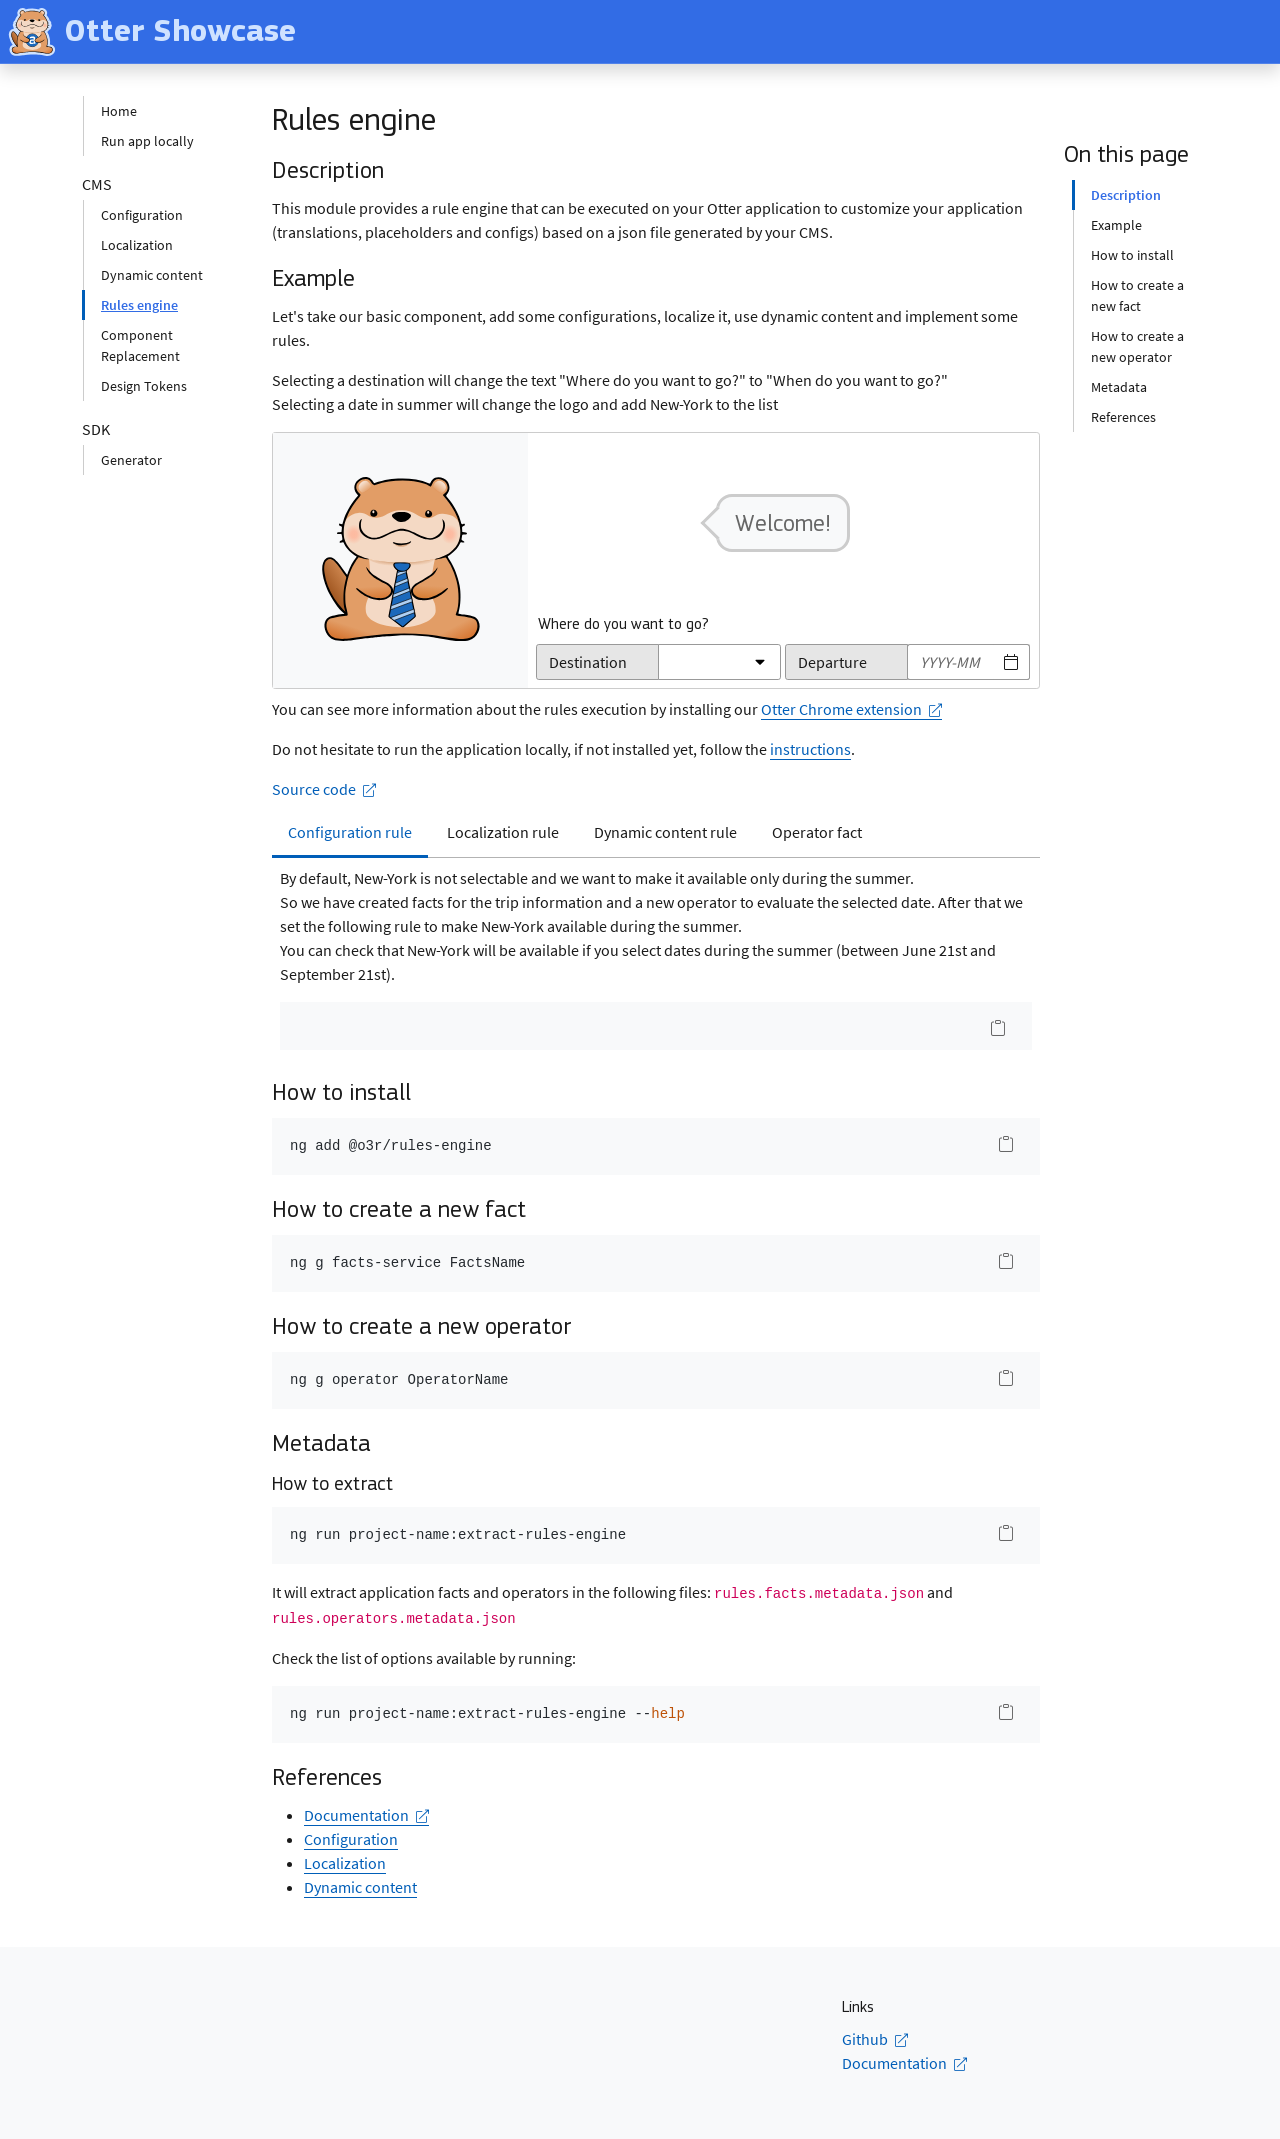 Otter Showcase
Home
Run app locally
CMS
Configuration
Localization
Dynamic content
Rules engine
Component
Replacement
Design Tokens
SDK
Generator
Rules engine
Description
This module provides a rule engine that can be executed on your Otter application to customize your application
(translations, placeholders and configs) based on a json file generated by your CMS.
Example
Let's take our basic component, add some configurations, localize it, use dynamic content and implement some
rules.
Selecting a destination will change the text "Where do you want to go?" to "When do you want to go?"
Selecting a date in summer will change the logo and add New-York to the list
Welcome!
Where do you want to go?
Destination
Departure
YYYY-MM
You can see more information about the rules execution by installing our Otter Chrome extension
Do not hesitate to run the application locally, if not installed yet, follow the instructions.
Source code
Configuration rule
Localization rule
Dynamic content rule
Operator fact
By default, New-York is not selectable and we want to make it available only during the summer.
So we have created facts for the trip information and a new operator to evaluate the selected date. After that we
set the following rule to make New-York available during the summer.
You can check that New-York will be available if you select dates during the summer (between June 21st and
September 21st).
How to install
ng add @o3r/rules-engine
How to create a new fact
ng g facts-service FactsName
How to create a new operator
ng g operator OperatorName
Metadata
How to extract
ng run project-name:extract-rules-engine
It will extract application facts and operators in the following files: rules.facts.metadata.json and
rules.operators.metadata.json
Check the list of options available by running:
ng run project-name:extract-rules-engine --help
References
Documentation
Configuration
Localization
Dynamic content
On this page
Description
Example
How to install
How to create a
new fact
How to create a
new operator
Metadata
References
Links
Github
Documentation